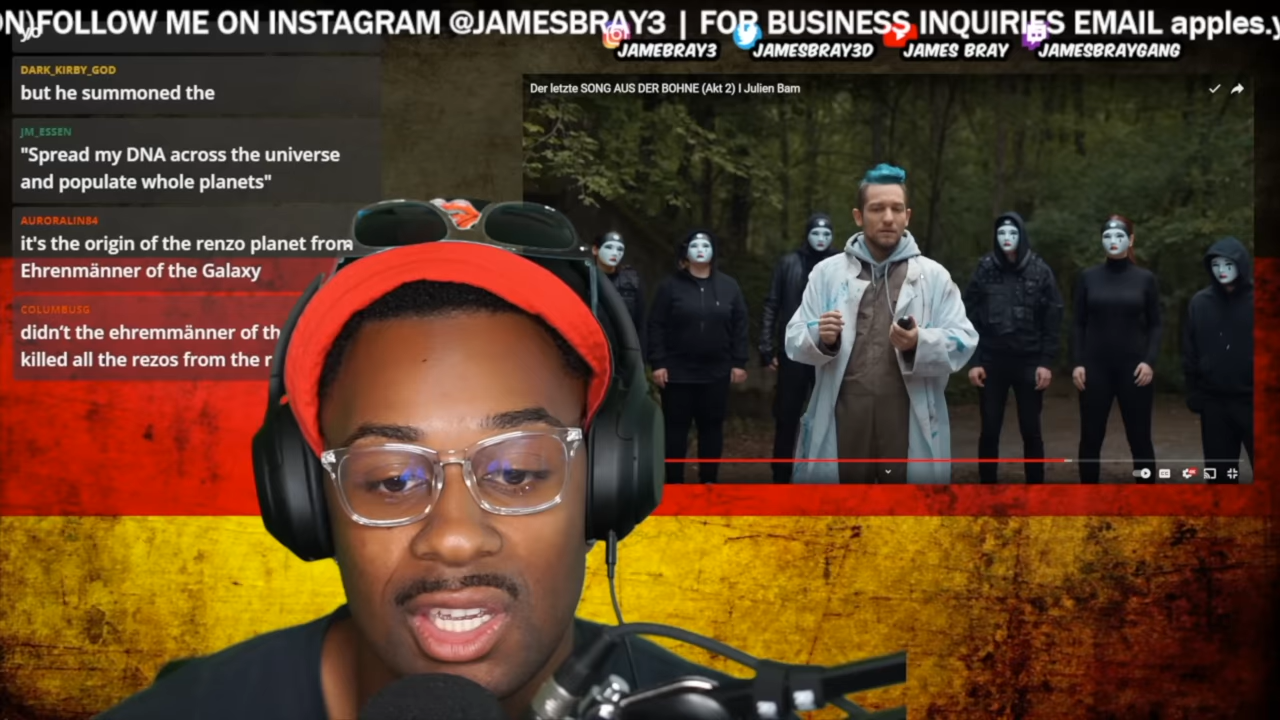 ON)FOLLOW ME ON INSTAGRAM @JAMESBRAY3 | FOR BUSINESS INQUIRIES EMAIL apples.y
JAMEBRAY3 JAMESBRAY3D JAMES BRAY JAMESBRAYGANG
yo
DARK_KIRBY_GOD
but he summoned the
JM_ESSEN
"Spread my DNA across the universe
and populate whole planets"
AURORALIN84
it's the origin of the renzo planet from
Ehrenmänner of the Galaxy
COLUMBUSG
didn't the ehremmänner of th
killed all the rezos from the r
Der letzte SONG AUS DER BOHNE (Akt 2) I Julien Bam